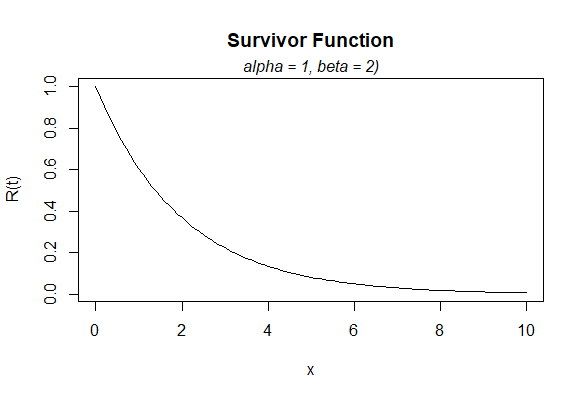 Survivor Function
alpha = 1, beta = 2)
R(t)
1.0
0.8
0.6
0.4
0.2
0.0
0 2 4 6 8 10
x